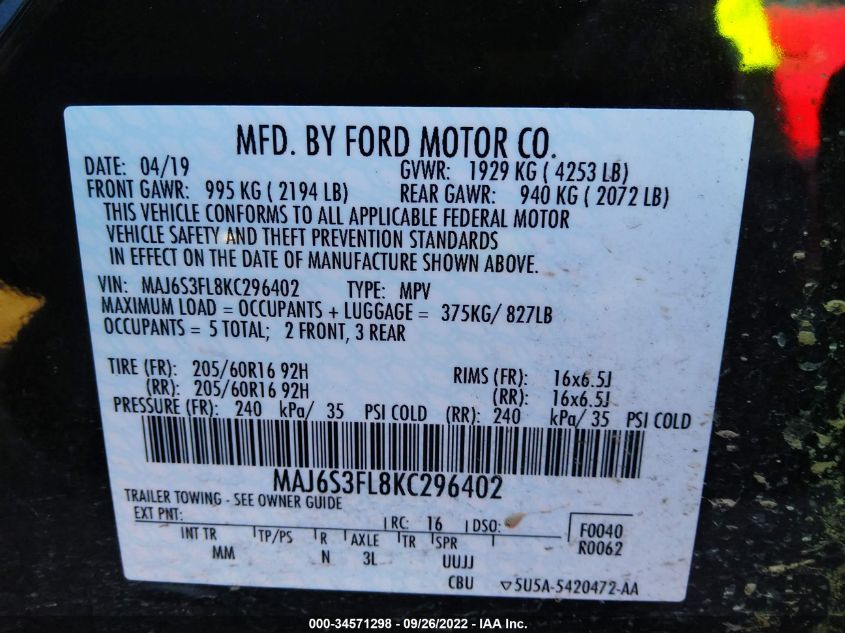 MFD. BY FORD MOTOR CO.
DATE: 04/19 GVWR: 1929 KG ( 4253 LB)
FRONT GAWR: 995 KG ( 2194 LB) REAR GAWR: 940 KG ( 2072 LB)
THIS VEHICLE CONFORMS TO ALL APPLICABLE FEDERAL MOTOR
VEHICLE SAFETY AND THEFT PREVENTION STANDARDS
IN EFFECT ON THE DATE OF MANUFACTURE SHOWN ABOVE.
VIN: MAJ6S3FL8KC296402 TYPE: MPV
MAXIMUM LOAD = OCCUPANTS + LUGGAGE = 375KG/ 827LB
OCCUPANTS = 5 TOTAL; 2 FRONT, 3 REAR
TIRE (FR): 205/60R16 92H RIMS (FR): 16x6.5J
(RR): 205/60R16 92H (RR): 16x6.5J
PRESSURE (FR): 240 kPa/ 35 PSI COLD (RR): 240 kPa/ 35 PSI COLD
MAJ6S3FL8KC296402
TRAILER TOWING - SEE OWNER GUIDE
EXT PNT: RC: 16 DSO: F0040
R0062
INT TR TP/PS R AXLE TR SPR
MM N 3L UUJJ
CBU ▽5U5A-5420472-AA
000-34571298 - 09/26/2022 - IAA Inc.